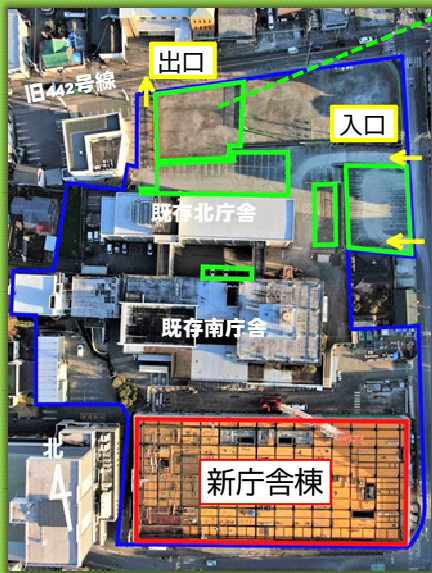 出口
旧442号線
入口
既存北庁舎
既存南庁舎
北
新庁舎棟